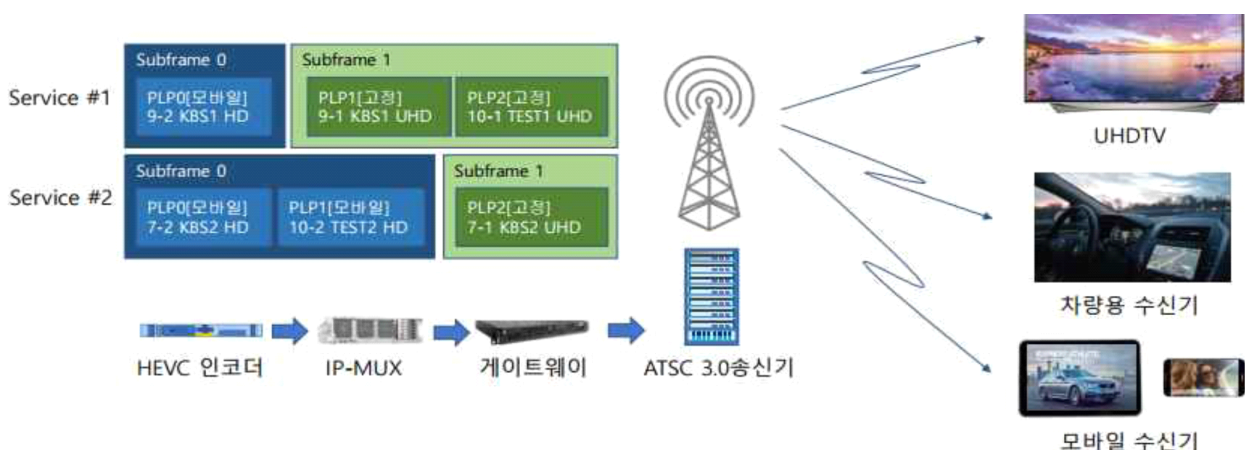 Service #1
Subframe 0
PLP0[모바일]
9-2 KBS1 HD
Subframe 1
PLP1[고정]
9-1 KBS1 UHD
PLP2[고정]
10-1 TEST1 UHD
Service #2
Subframe 0
PLP0[모바일]
7-2 KBS2 HD
PLP1[모바일]
10-2 TEST2 HD
Subframe 1
PLP2[고정]
7-1 KBS2 UHD
HEVC 인코더
IP-MUX
게이트웨이
ATSC 3.0송신기
UHDTV
차량용 수신기
모바일 수신기